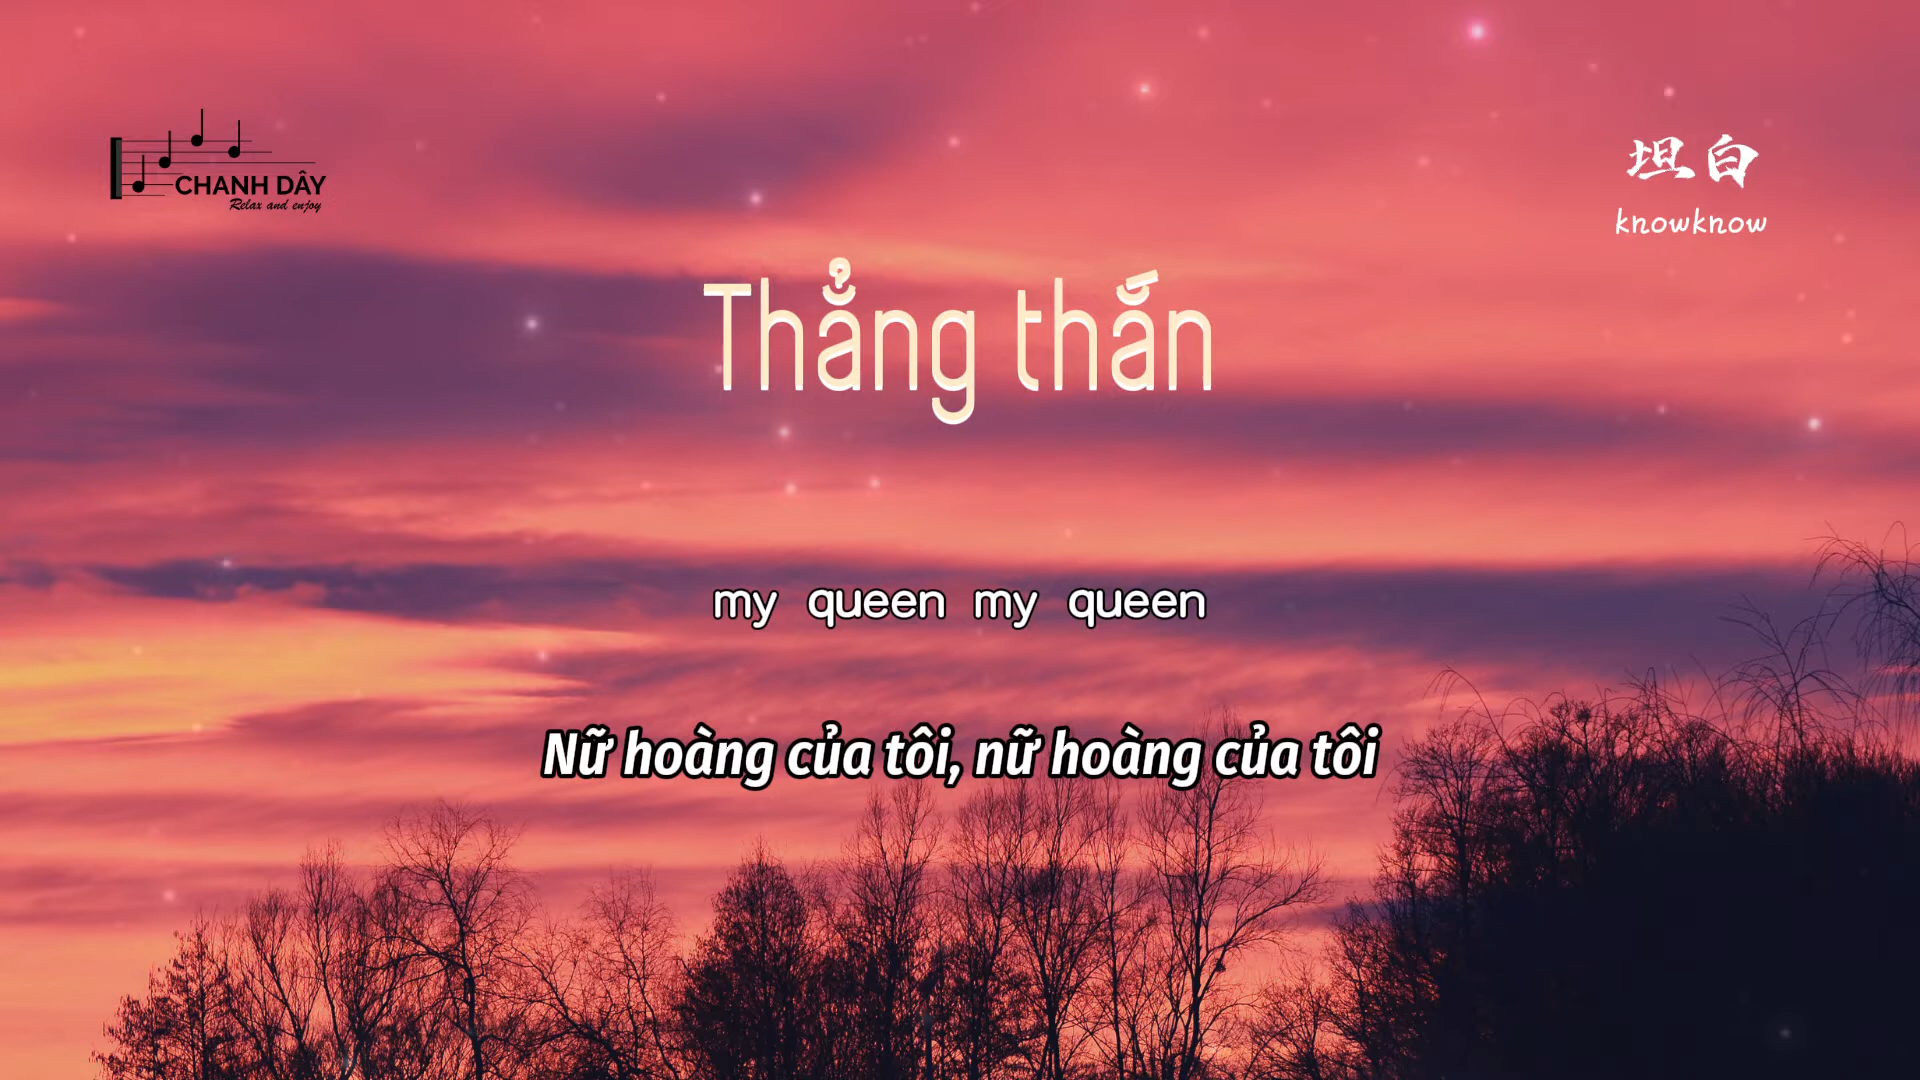 CHANH DÂY
Relax and enjoy
坦白
knowknow
Thẳng thắn
my queen my queen
Nữ hoàng của tôi, nữ hoàng của tôi